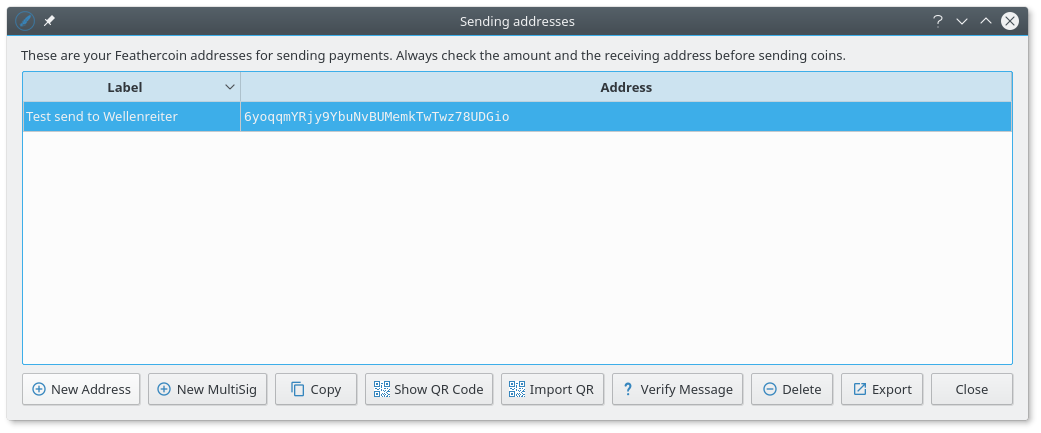 Sending addresses
These are your Feathercoin addresses for sending payments. Always check the amount and the receiving address before sending coins.
Label Address
Test send to Wellenreiter 6yoqqmYRjy9YbuNvBUMemkTwTwz78UDGio
New Address New MultiSig Copy Show QR Code Import QR ? Verify Message Delete Export Close